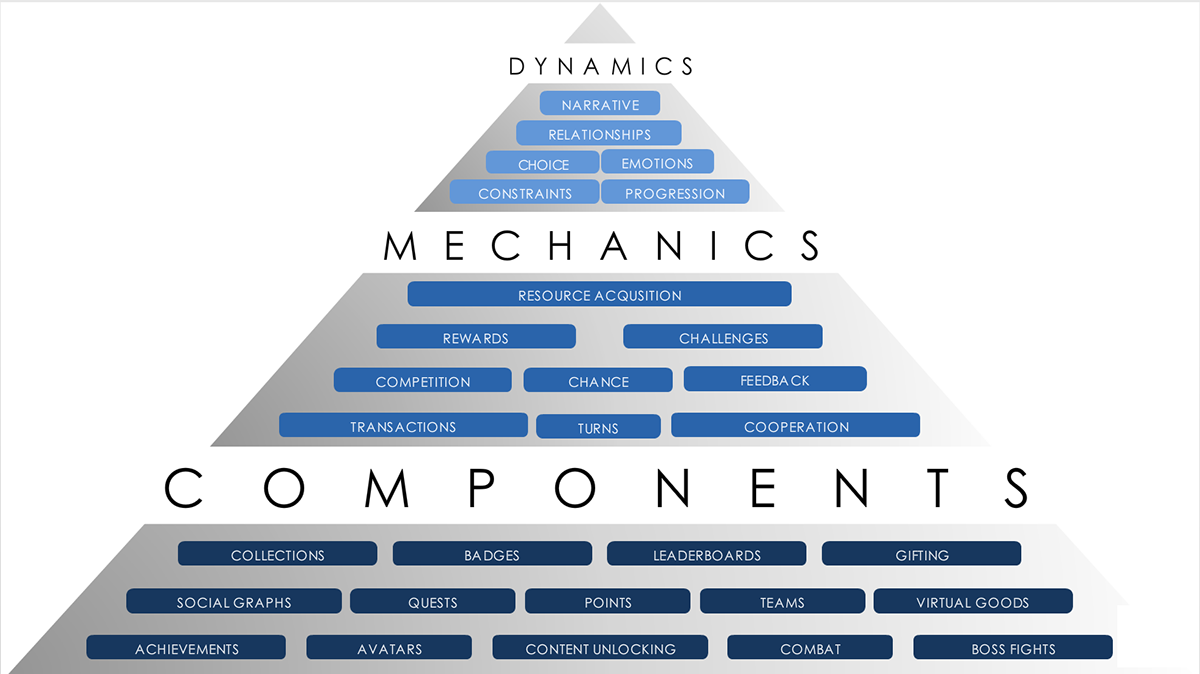 DYNAMICS
NARRATIVE
RELATIONSHIPS
CHOICE EMOTIONS
CONSTRAINTS PROGRESSION
MECHANICS
RESOURCE ACQUSITION
REWARDS CHALLENGES
COMPETITION CHANCE FEEDBACK
TRANSACTIONS TURNS COOPERATION
COMPONENTS
COLLECTIONS BADGES LEADERBOARDS GIFTING
SOCIAL GRAPHS QUESTS POINTS TEAMS VIRTUAL GOODS
ACHIEVEMENTS AVATARS CONTENT UNLOCKING COMBAT BOSS FIGHTS